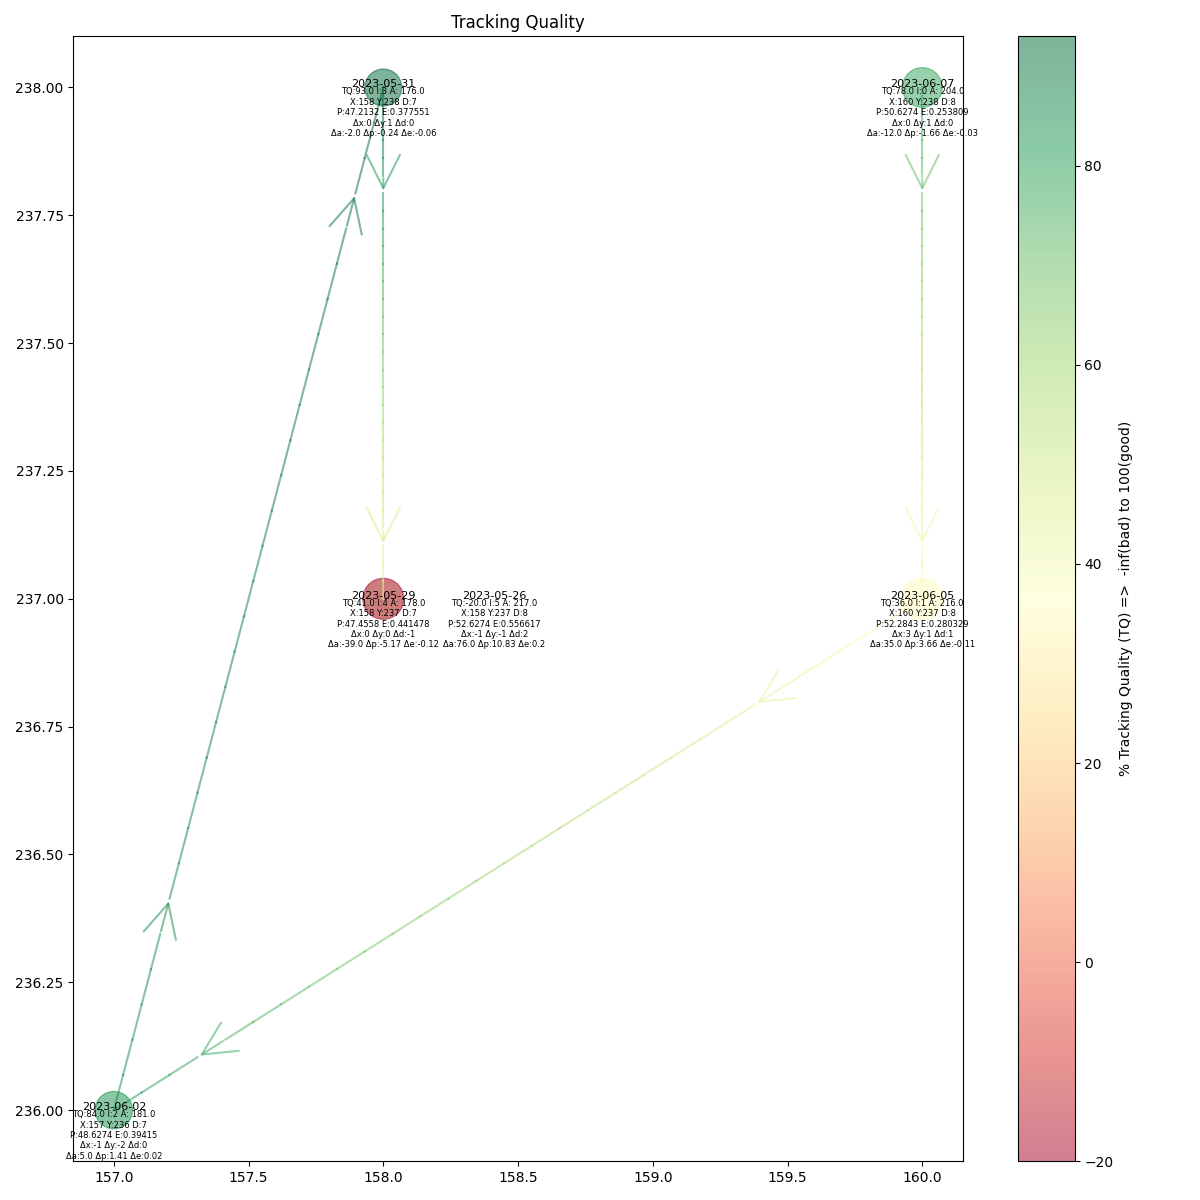 Tracking Quality
238.00
237.75
237.50
237.25
237.00
236.75
236.50
236.25
236.00
2023-05-31
TQ:93.0 I:3 A: 176.0
X:158 Y:238 D:7
P:47.2132 E:0.377551
Δx:0 Δy:1 Δd:0
Δa:-2.0 Δp:-0.24 Δe:-0.06
2023-06-07
TQ:78.0 I:0 A: 204.0
X:160 Y:238 D:8
P:50.6274 E:0.253809
Δx:0 Δy:1 Δd:0
Δa:-12.0 Δp:-1.66 Δe:-0.03
2023-05-29
TQ:41.0 I:4 A: 178.0
X:158 Y:237 D:7
P:47.4558 E:0.441478
Δx:0 Δy:0 Δd:-1
Δa:-39.0 Δp:-5.17 Δe:-0.12
2023-05-26
TQ:-20.0 I:5 A: 217.0
X:158 Y:237 D:8
P:52.6274 E:0.556617
Δx:-1 Δy:-1 Δd:2
Δa:76.0 Δp:10.83 Δe:0.2
2023-06-05
TQ:36.0 I:1 A: 216.0
X:160 Y:237 D:8
P:52.2843 E:0.280329
Δx:3 Δy:1 Δd:1
Δa:35.0 Δp:3.66 Δe:-0.11
2023-06-02
TQ:84.0 I:2 A: 181.0
X:157 Y:236 D:7
P:48.6274 E:0.39415
Δx:-1 Δy:-2 Δd:0
Δa:5.0 Δp:1.41 Δe:0.02
157.0
157.5
158.0
158.5
159.0
159.5
160.0
80
60
40
20
0
−20
% Tracking Quality (TQ) =>  -inf(bad) to 100(good)